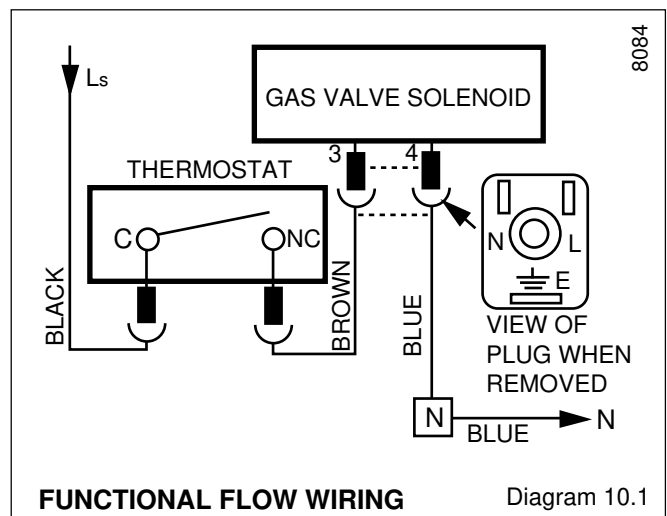 8084
Ls
GAS VALVE SOLENOID
3
4
THERMOSTAT
C
NC
N
L
E
BLACK
BROWN
BLUE
VIEW OF
PLUG WHEN
REMOVED
N
BLUE
N
FUNCTIONAL FLOW WIRING
Diagram 10.1